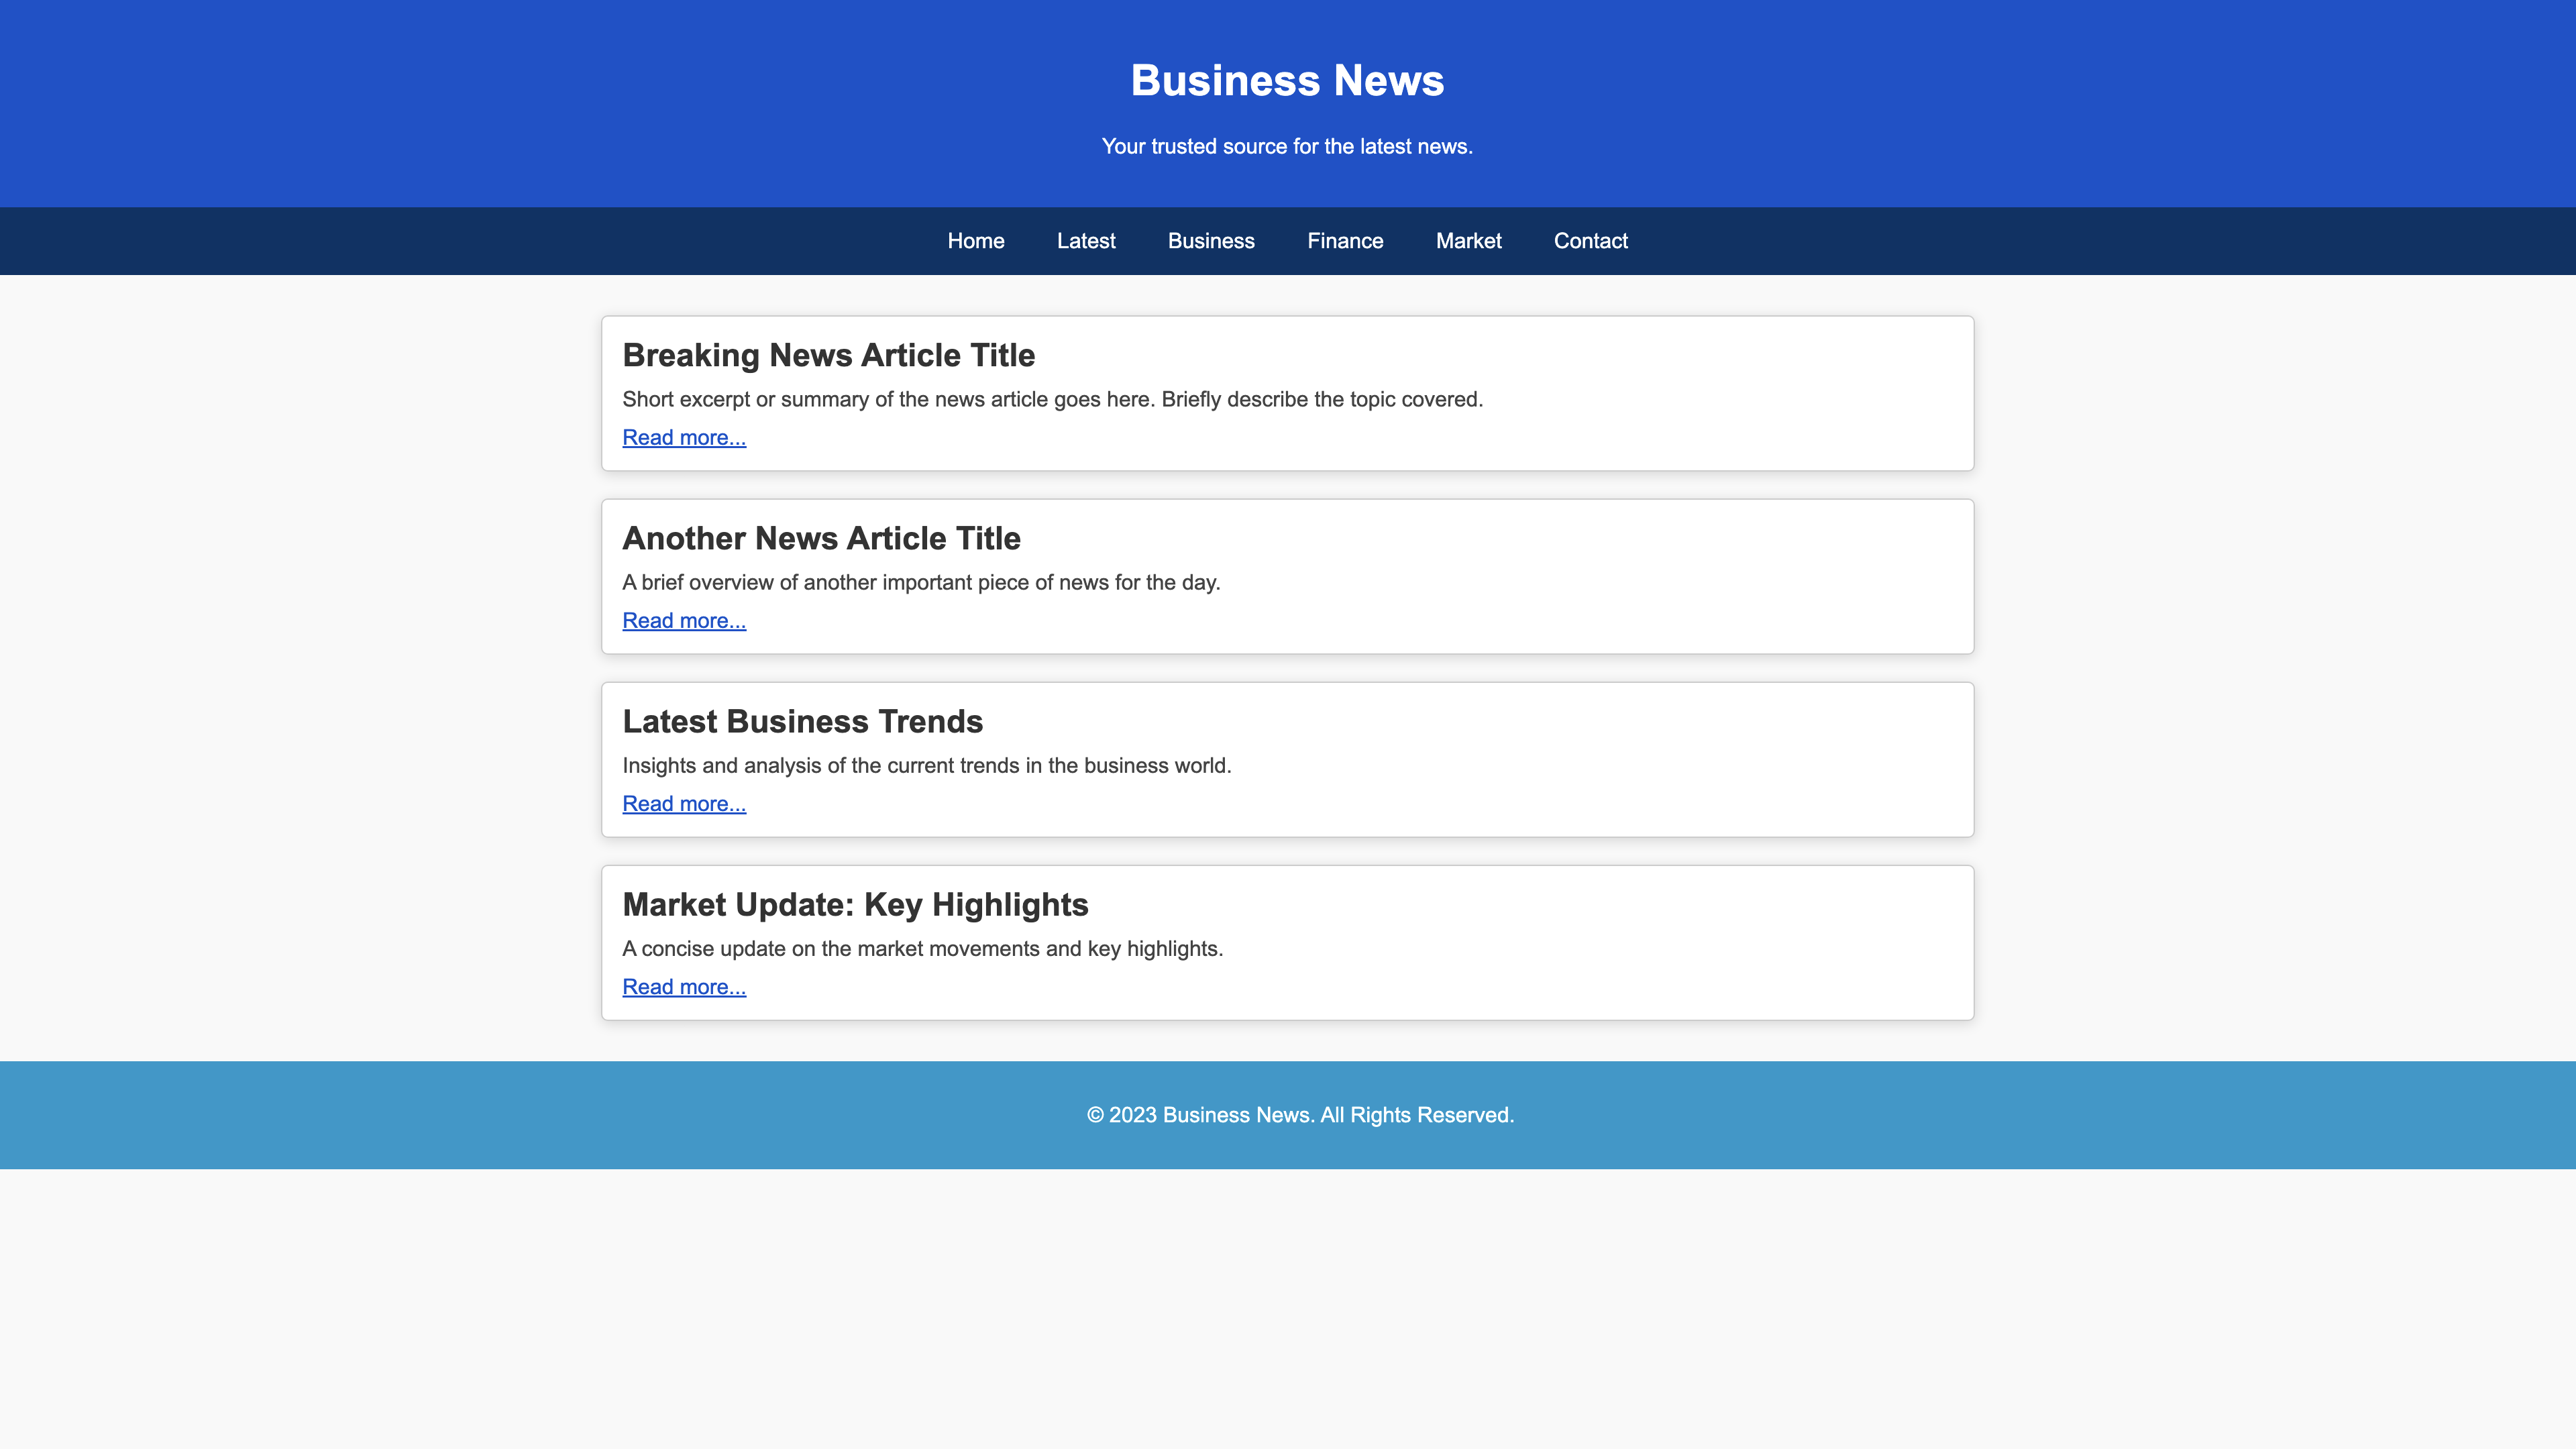 Business News
Your trusted source for the latest news.
Home Latest Business Finance Market Contact
Breaking News Article Title
Short excerpt or summary of the news article goes here. Briefly describe the topic covered.
Read more...
Another News Article Title
A brief overview of another important piece of news for the day.
Read more...
Latest Business Trends
Insights and analysis of the current trends in the business world.
Read more...
Market Update: Key Highlights
A concise update on the market movements and key highlights.
Read more...
© 2023 Business News. All Rights Reserved.